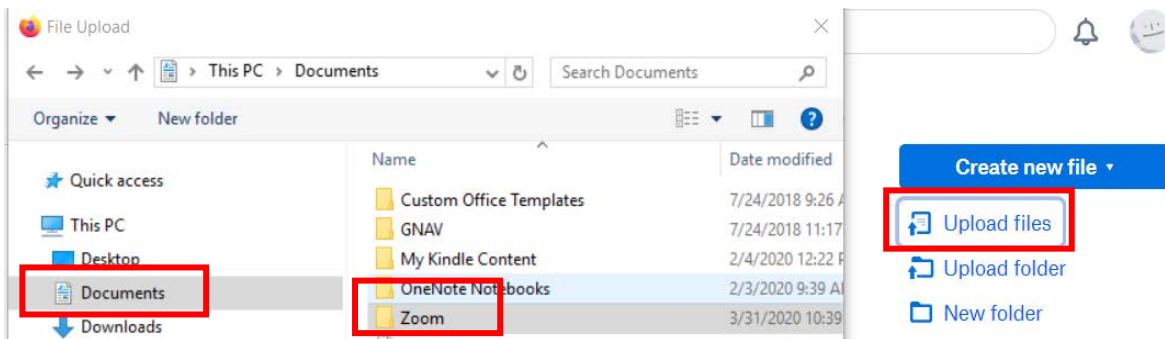 File Upload
This PC > Documents
Search Documents
Organize
New folder
Name
Date modified
Quick access
This PC
Desktop
Documents
Downloads
Custom Office Templates
7/24/2018 9:26
GNAV
7/24/2018 11:17
My Kindle Content
2/4/2020 12:22
OneNote Notebooks
2/3/2020 9:39
Zoom
3/31/2020 10:39
Create new file
Upload files
Upload folder
New folder